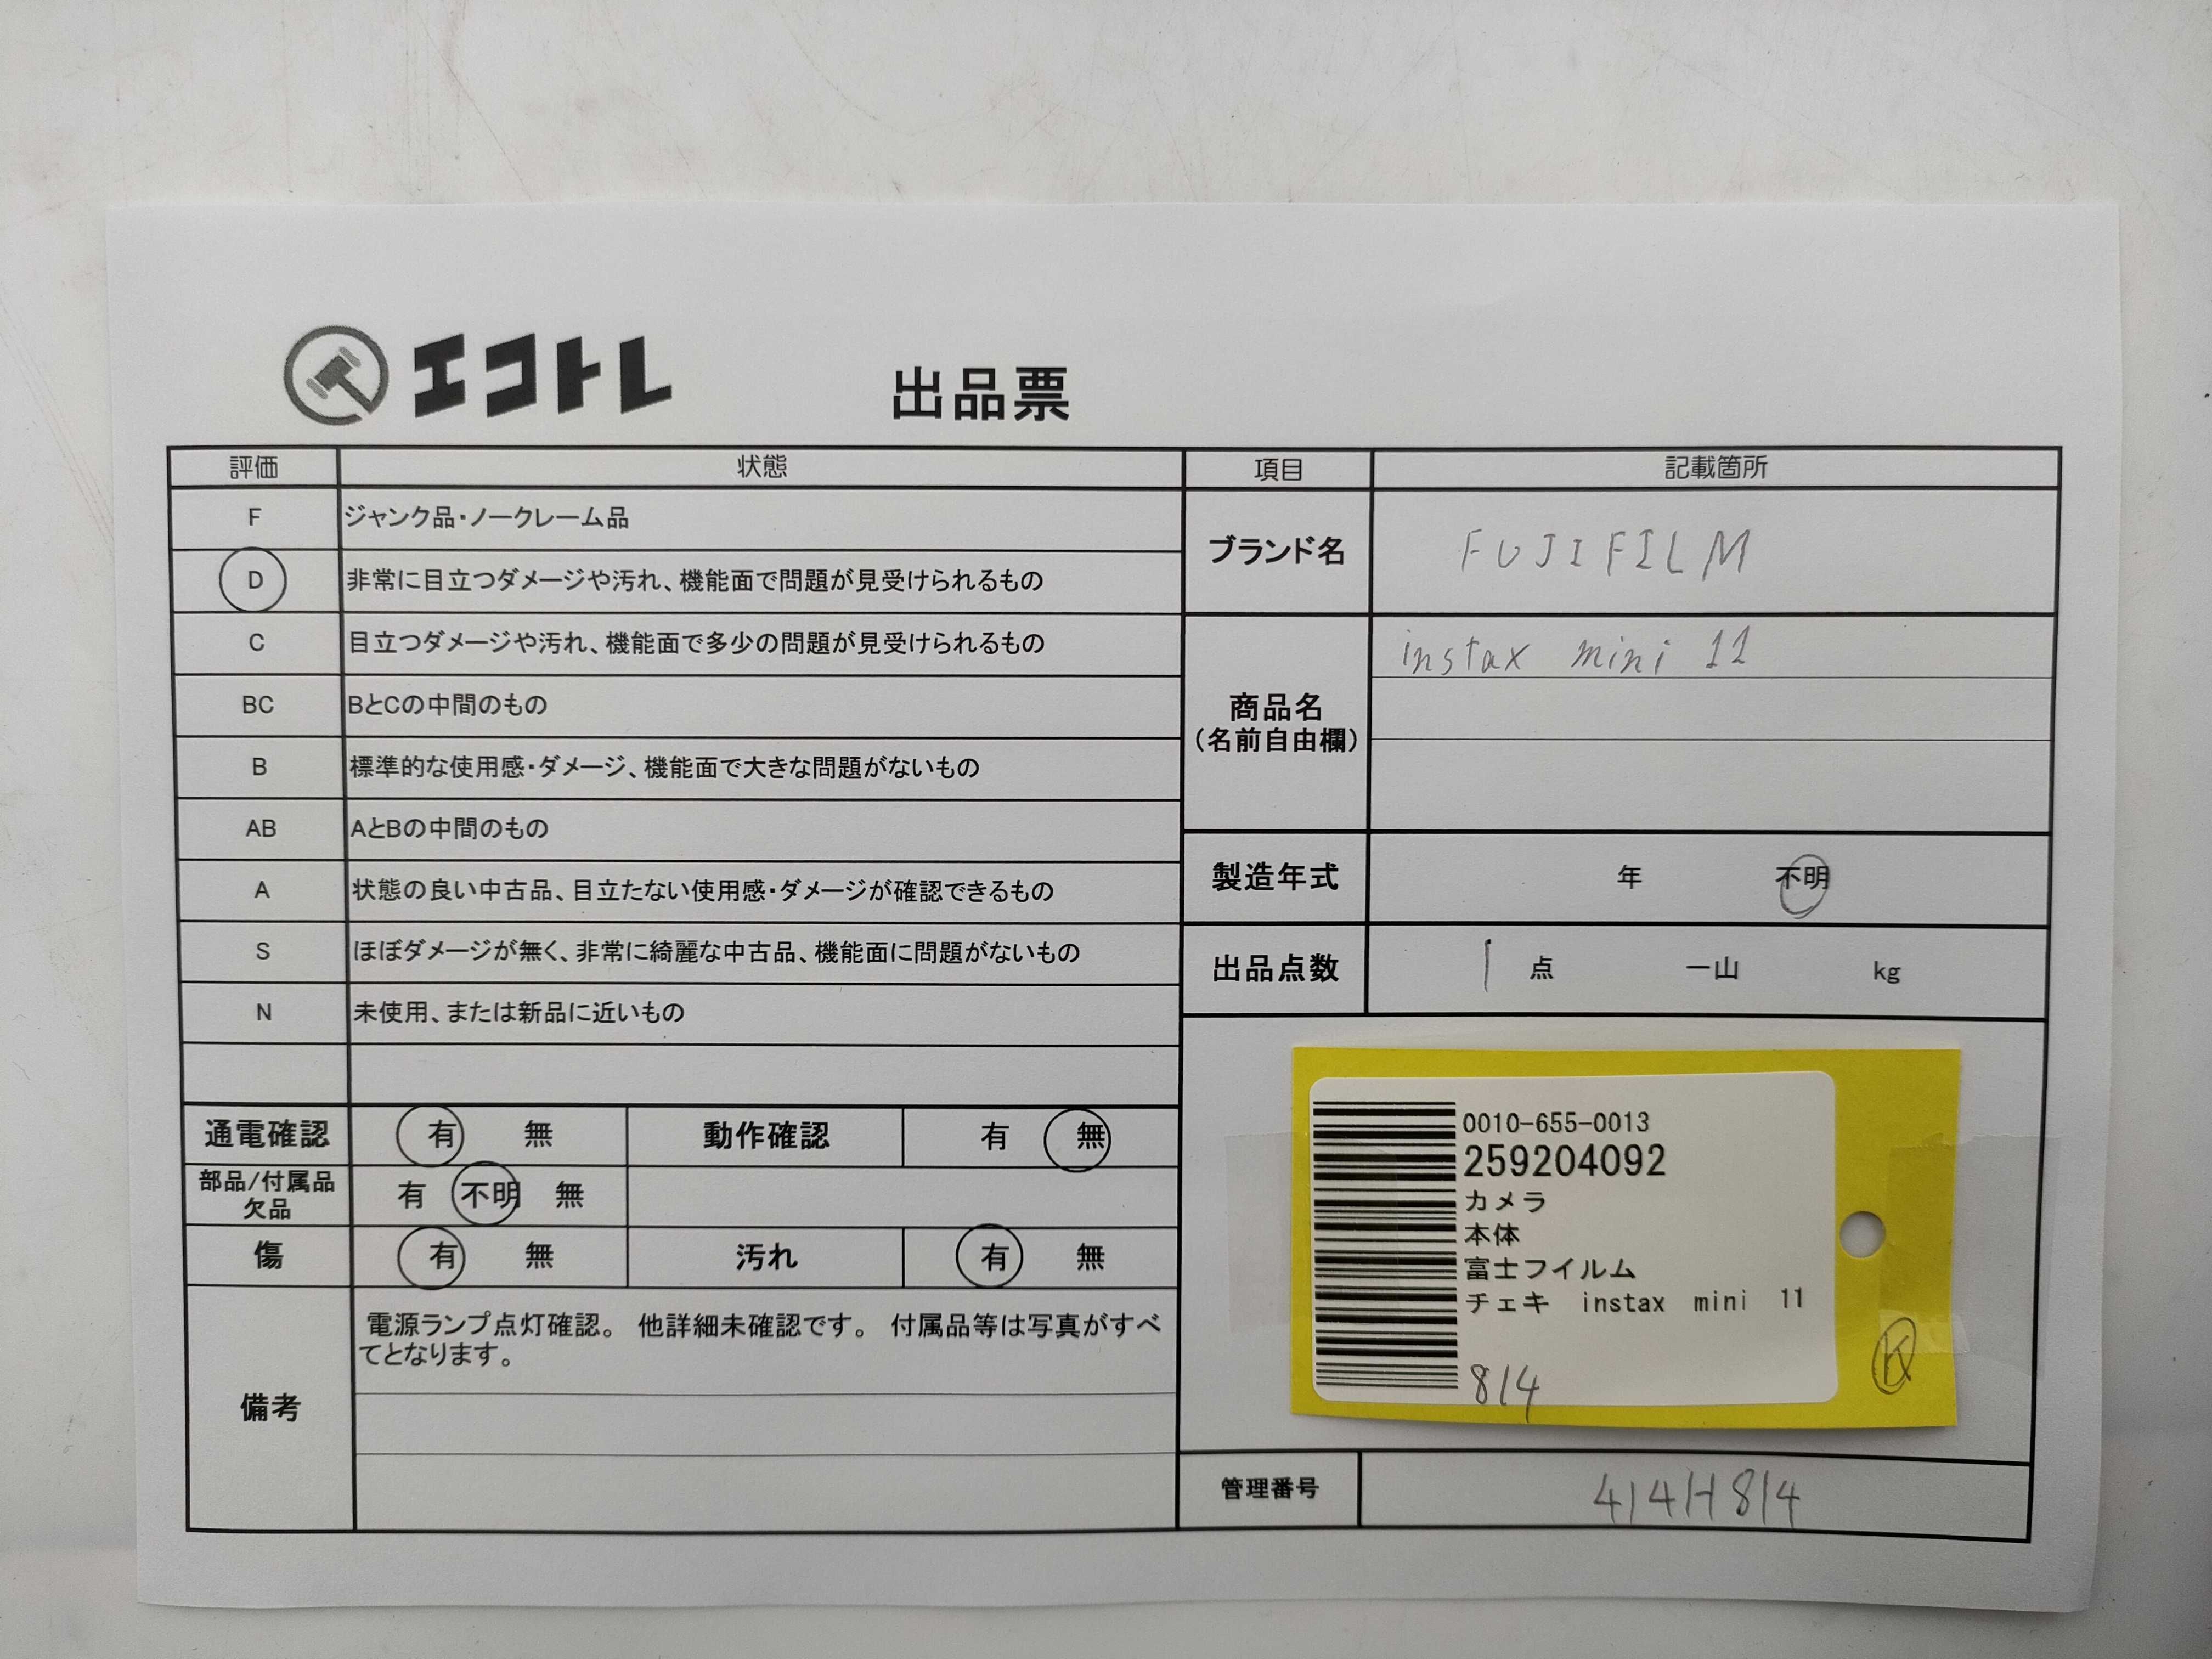 エコトレ
出品票
評価 状態
F ジャンク品・ノークレーム品
D 非常に目立つダメージや汚れ、機能面で問題が見受けられるもの
C 目立つダメージや汚れ、機能面で多少の問題が見受けられるもの
BC BとCの中間のもの
B 標準的な使用感・ダメージ、機能面で大きな問題がないもの
AB AとBの中間のもの
A 状態の良い中古品、目立たない使用感・ダメージが確認できるもの
S ほぼダメージが無く、非常に綺麗な中古品、機能面に問題がないもの
N 未使用、または新品に近いもの
通電確認 有 無 動作確認 有 無
部品/付属品
欠品 有 不明 無
傷 有 無 汚れ 有 無
備考
電源ランプ点灯確認。 他詳細未確認です。 付属品等は写真がすべ
てとなります。
項目 記載箇所
ブランド名 FUJIFILM
商品名
(名前自由欄)
instax mini 11
製造年式 年 不明
出品点数 1 点 一山 kg
0010-655-0013
259204092
カメラ
本体
富士フイルム
チェキ instax mini 11
814
K
管理番号 414H814